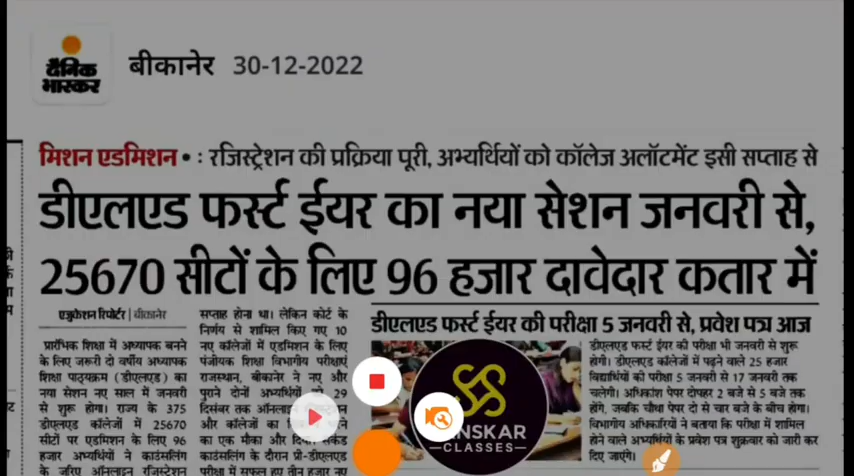 दैनिक
भास्कर
बीकानेर 30-12-2022
मिशन एडमिशन • : रजिस्ट्रेशन की प्रक्रिया पूरी, अभ्यर्थियों को कॉलेज अलॉटमेंट इसी सप्ताह से
डीएलएड फर्स्ट ईयर का नया सेशन जनवरी से,
25670 सीटों के लिए 96 हजार दावेदार कतार में
एजुकेशन रिपोर्टर | बीकानेर
प्रारंभिक शिक्षा में अध्यापक बनने
के लिए जरूरी दो वर्षीय अध्यापक
शिक्षा पाठ्यक्रम (डीएलएड) का
नया सेशन नए साल में जनवरी
से शुरू होगा। राज्य के 375
डीएलएड कॉलेजों में 25670
सीटों पर एडमिशन के लिए 96
हजार अभ्यर्थियों ने काउंसलिंग
के जरिए ऑनलाइन रजिस्ट्रेशन
सप्ताह होना था। लेकिन कोर्ट के
निर्णय से शामिल किए गए 10
नए कॉलेजों में एडमिशन के लिए
पंजीयक शिक्षा विभागीय परीक्षाएं
राजस्थान, बीकानेर ने नए और
पुराने दोनों अभ्यर्थियों 29
दिसंबर तक ऑनला
और कॉलेजों का
का एक मौका और
काउंसलिंग के दौरान प्री-डीएलएड
परीक्षा में सफल हुए तीन हजार नए
डीएलएड फर्स्ट ईयर की परीक्षा 5 जनवरी से, प्रवेश पत्र आज
NSKAR
CLASSES
डीएलएड फर्स्ट ईयर की परीक्षा भी जनवरी से शुरू
होगी। डीएलएड कॉलेजों में पढ़ने वाले 25 हजार
विद्यार्थियों की परीक्षा 5 जनवरी से 17 जनवरी तक
चलेगी। अधिकांश पेपर दोपहर 2 बजे से 5 बजे तक
होंगे, जबकि चौथा पेपर दो से चार बजे के बीच होगा।
विभागीय अधिकारियों ने बताया कि परीक्षा में शामिल
होने वाले अभ्यर्थियों के प्रवेश पत्र शुक्रवार को जारी कर
दिए जाएंगे।